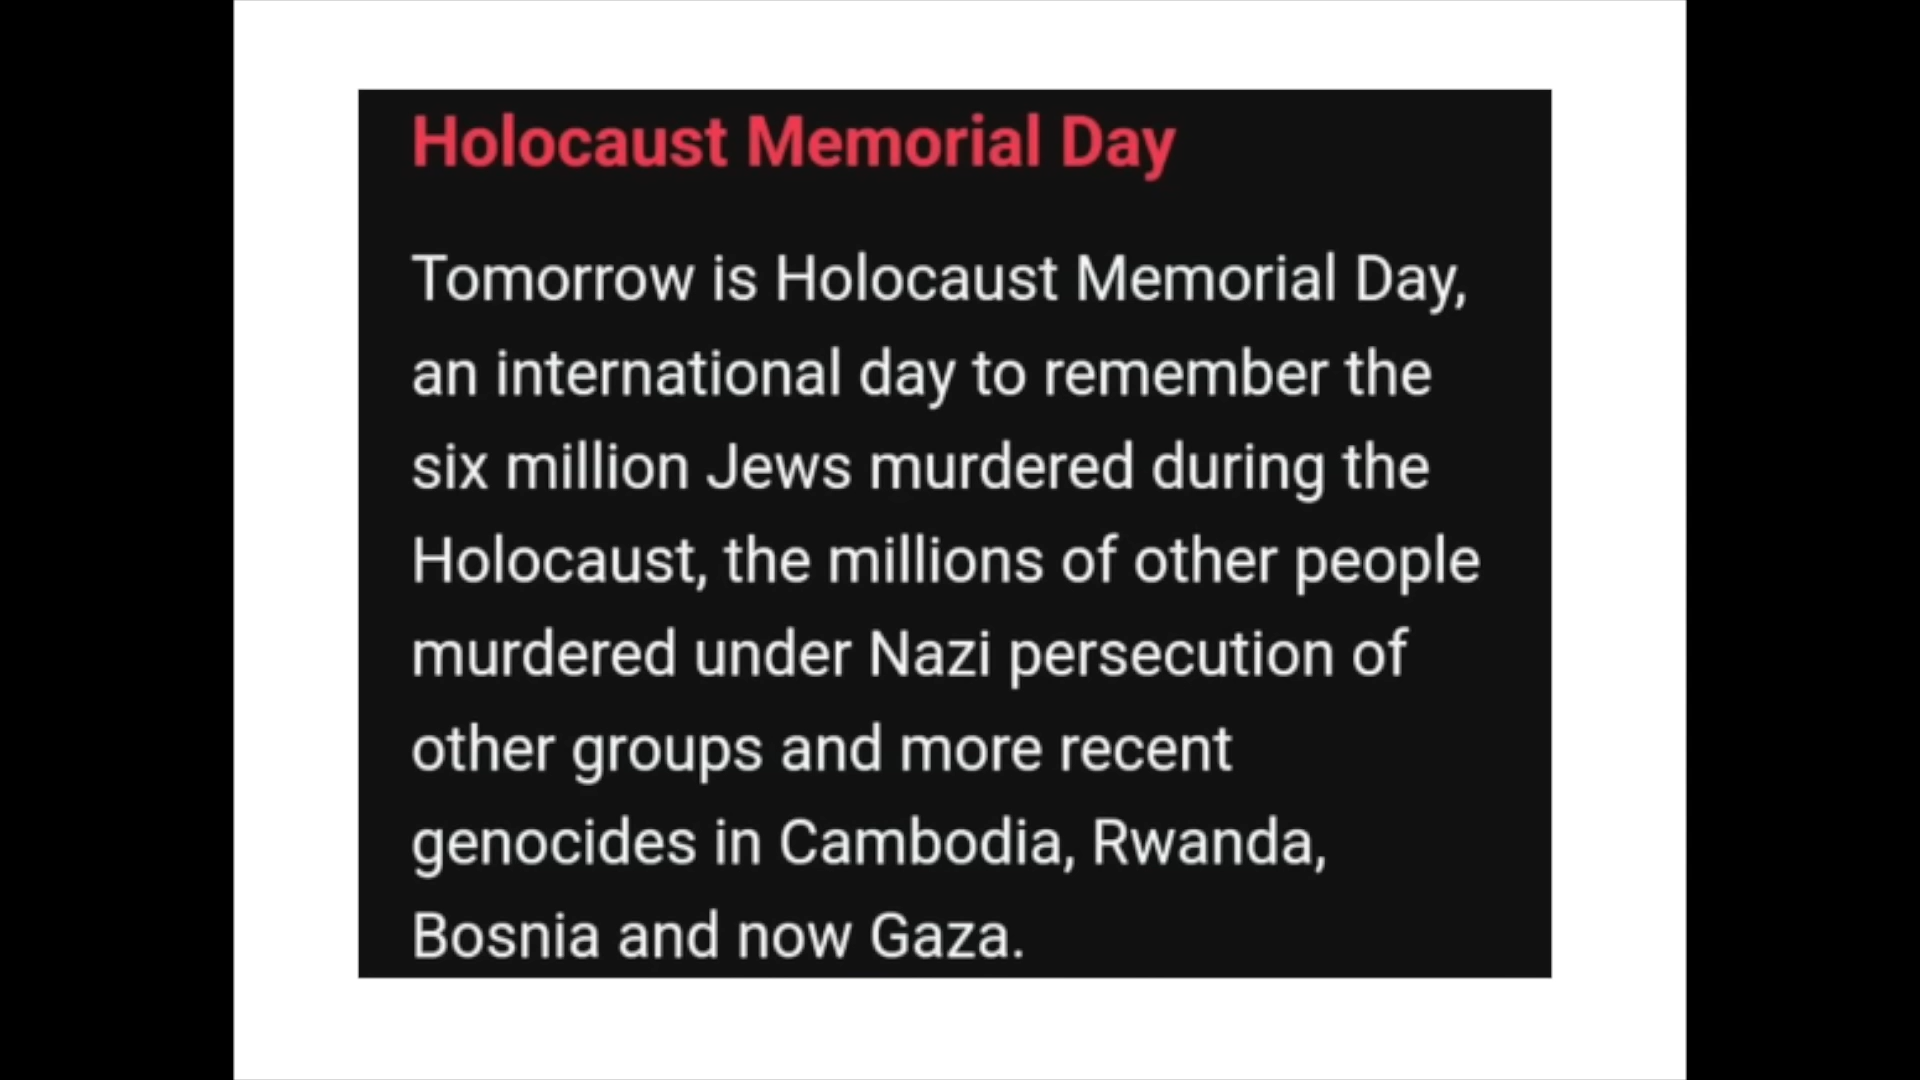 Holocaust Memorial Day
Tomorrow is Holocaust Memorial Day,
an international day to remember the
six million Jews murdered during the
Holocaust, the millions of other people
murdered under Nazi persecution of
other groups and more recent
genocides in Cambodia, Rwanda,
Bosnia and now Gaza.